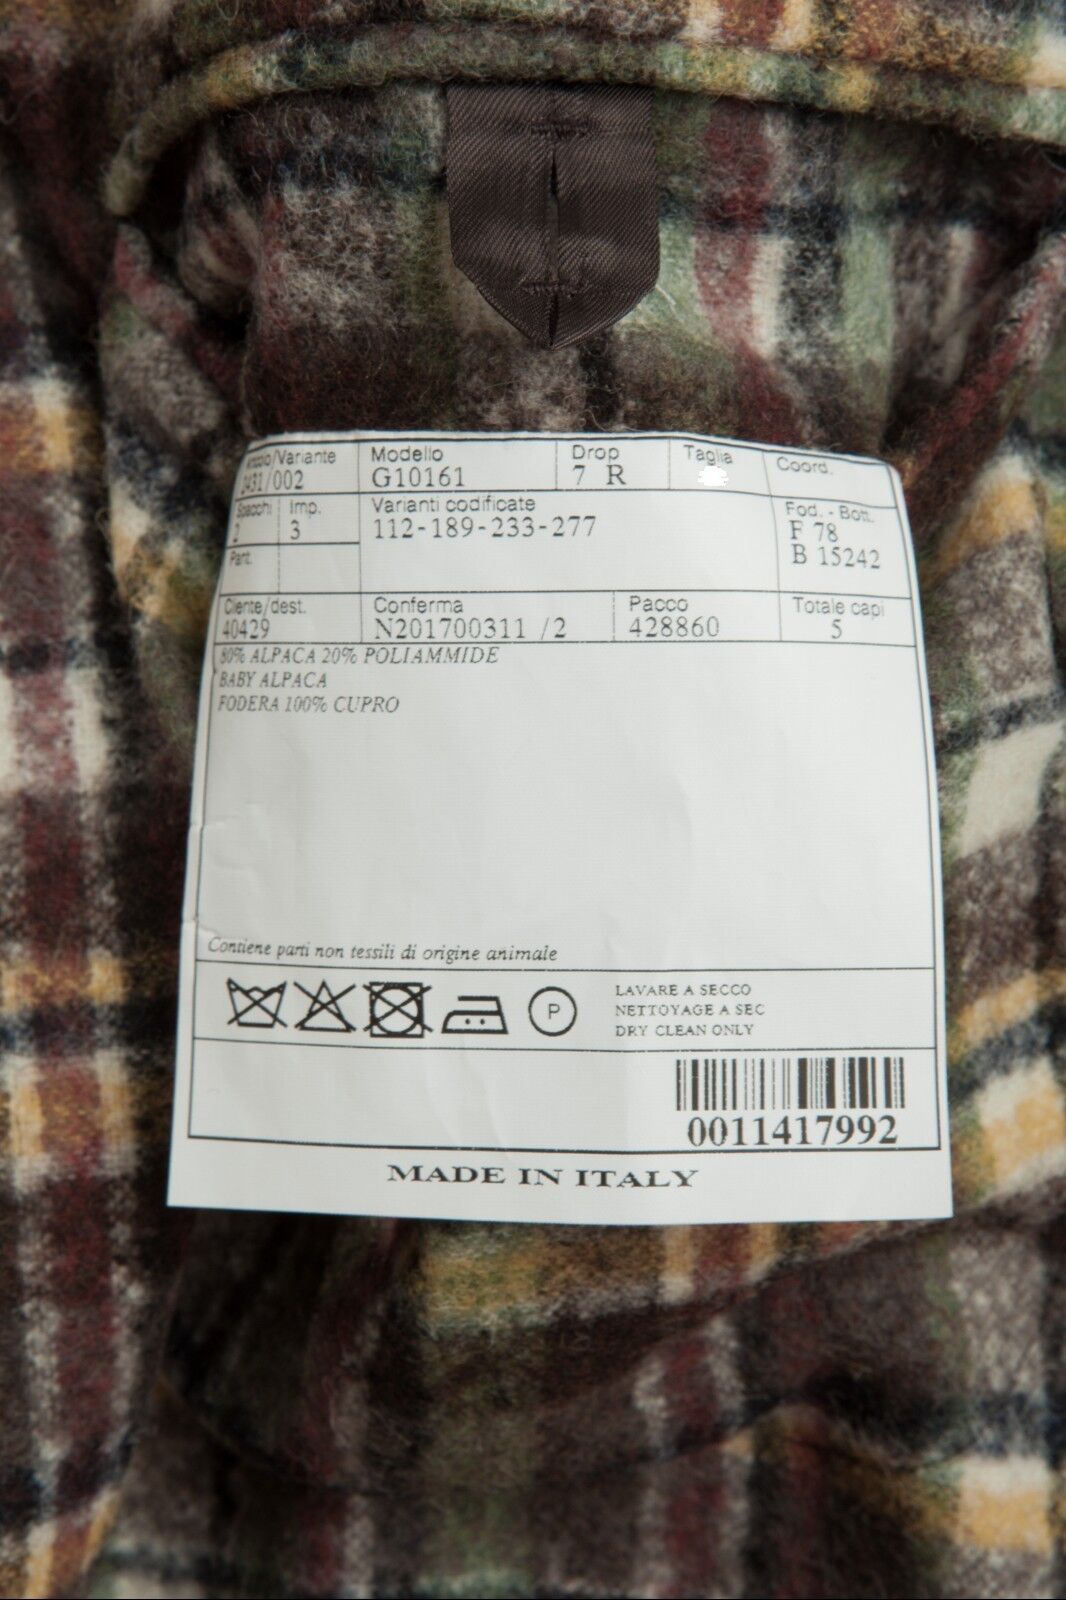 /Variante Modello Drop Taglia Coord.
/002 G10161 7 R
Spacchi Imp. Varianti codificate Fod. - Bott.
2 3 112-189-233-277 F 78
Part. B 15242
Cliente/dest. Conferma Pacco Totale capi
40429 N201700311 /2 428860 5
80% ALPACA 20% POLIAMMIDE
BABY ALPACA
FODERA 100% CUPRO
Contiene parti non tessili di origine animale
P
LAVARE A SECCO
NETTOYAGE A SEC
DRY CLEAN ONLY
0011417992
MADE IN ITALY